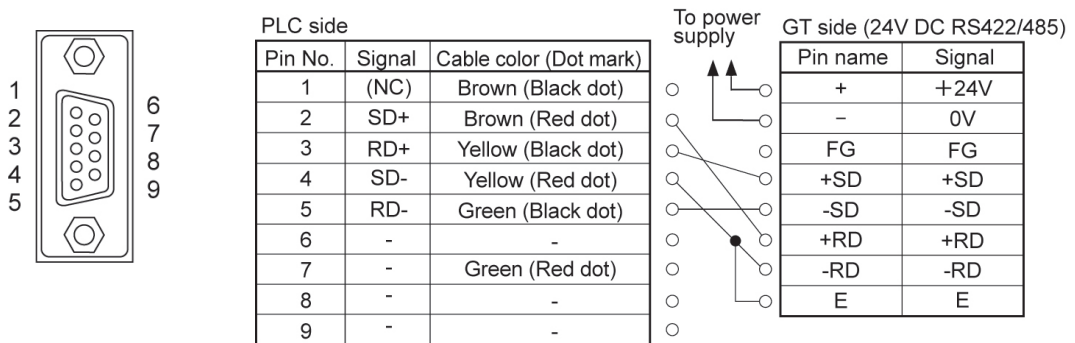 1
2
3
4
5
6
7
8
9
PLC side
Pin No. Signal Cable color (Dot mark)
1 (NC) Brown (Black dot)
2 SD+ Brown (Red dot)
3 RD+ Yellow (Black dot)
4 SD- Yellow (Red dot)
5 RD- Green (Black dot)
6 - -
7 - Green (Red dot)
8 - -
9 - -
To power
supply
GT side (24V DC RS422/485)
Pin name Signal
+ +24V
− 0V
FG FG
+SD +SD
-SD -SD
+RD +RD
-RD -RD
E E